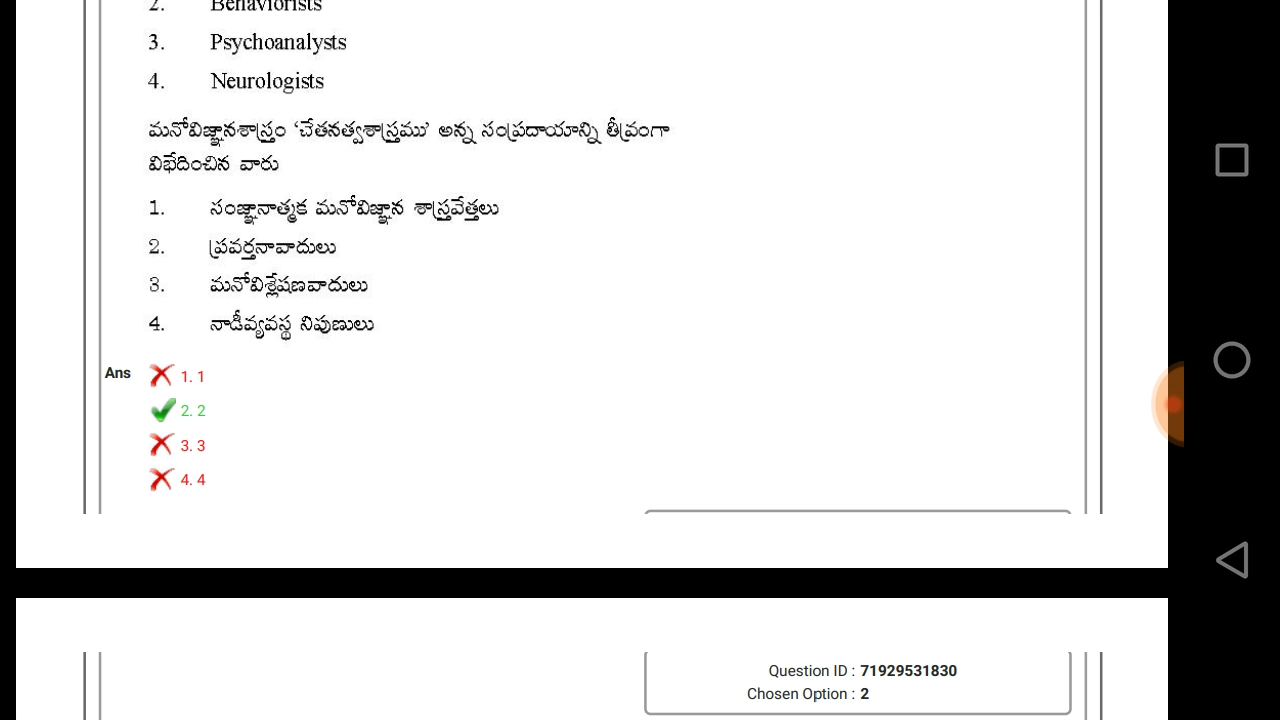 2. Behaviorists
3. Psychoanalysts
4. Neurologists
మనోవిజ్ఞానశాస్త్రం ‘చేతనత్వశాస్త్రము’ అన్న సంప్రదాయాన్ని తీవ్రంగా
విభేదించిన వారు
1. సంజ్ఞానాత్మక మనోవిజ్ఞాన శాస్త్రవేత్తలు
2. ప్రవర్తనావాదులు
3. మనోవిశ్లేషణవాదులు
4. నాడీవ్యవస్థ నిపుణులు
Ans 1. 1
2. 2
3. 3
4. 4
Question ID : 71929531830
Chosen Option : 2